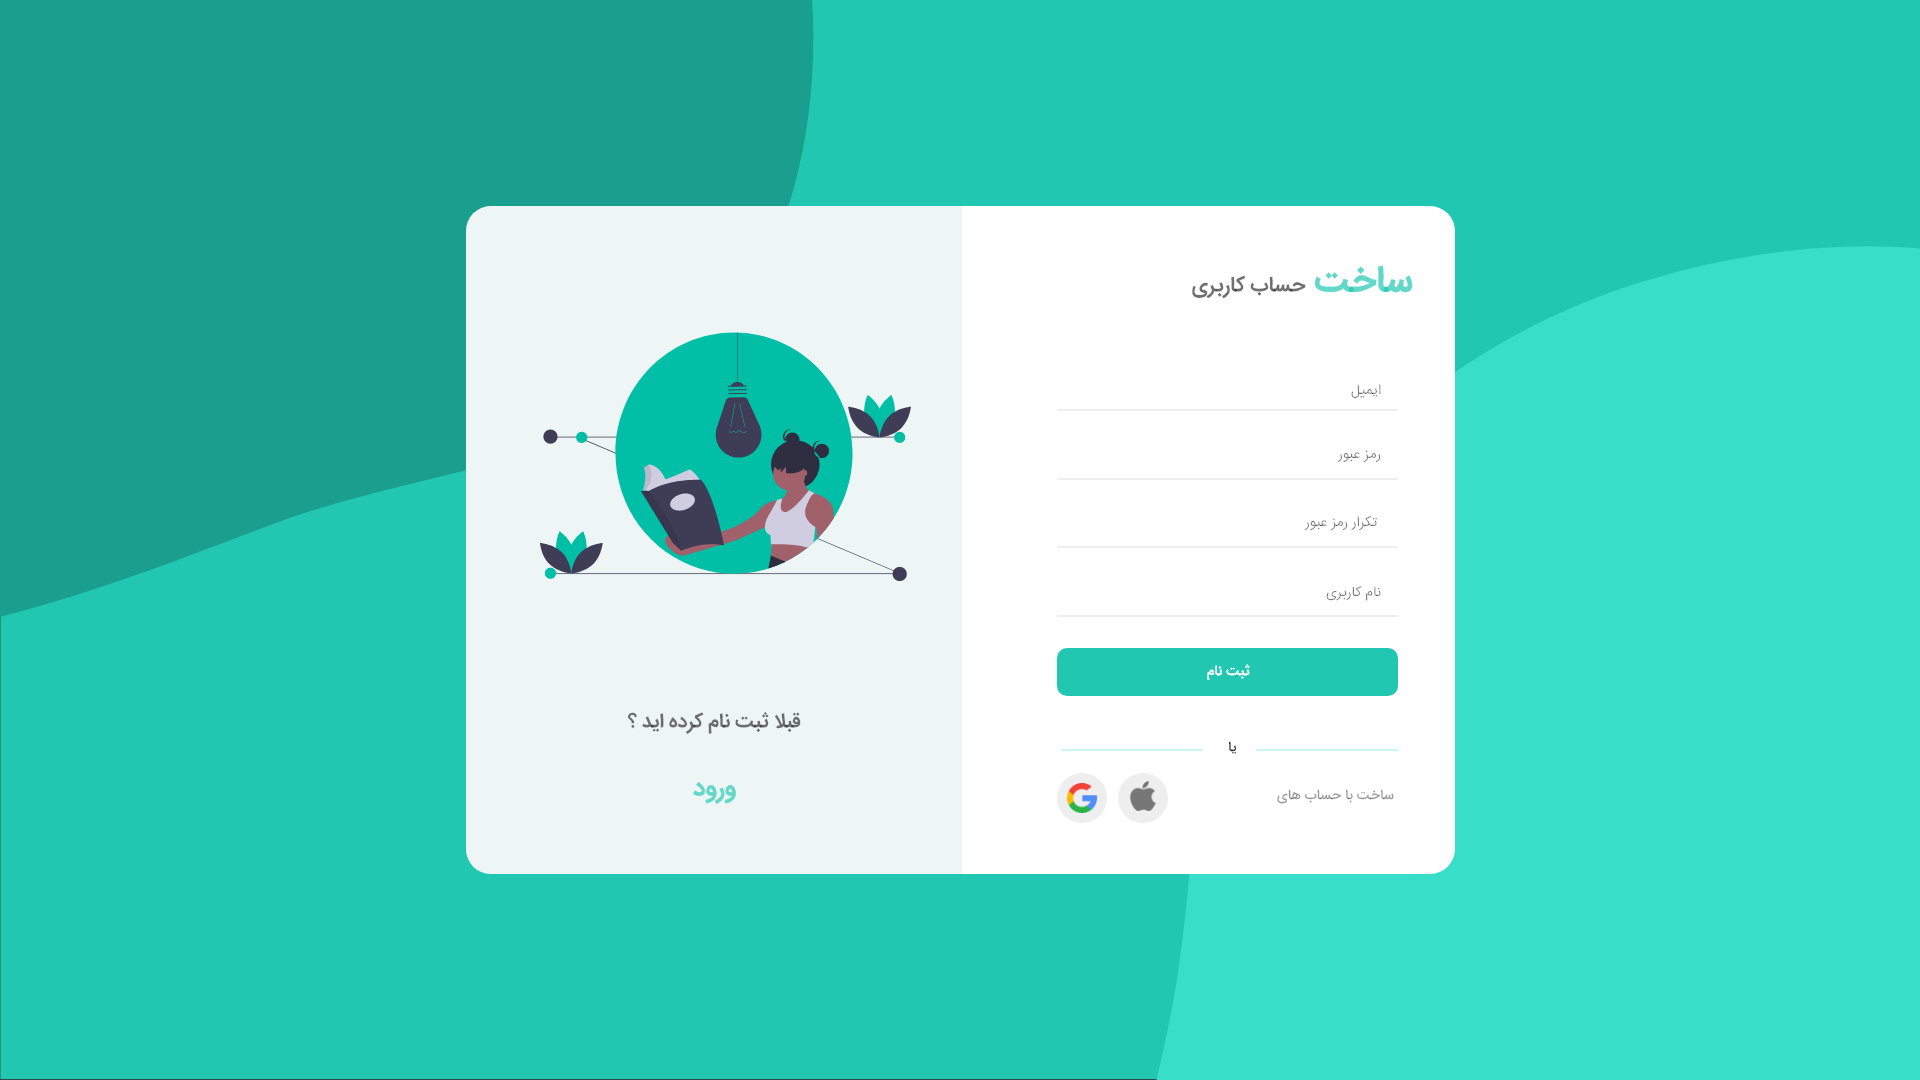 ساخت حساب کاربری
ایمیل
رمز عبور
تکرار رمز عبور
نام کاربری
ثبت نام
یا
ساخت با حساب های
قبلا ثبت نام کرده اید ؟
ورود